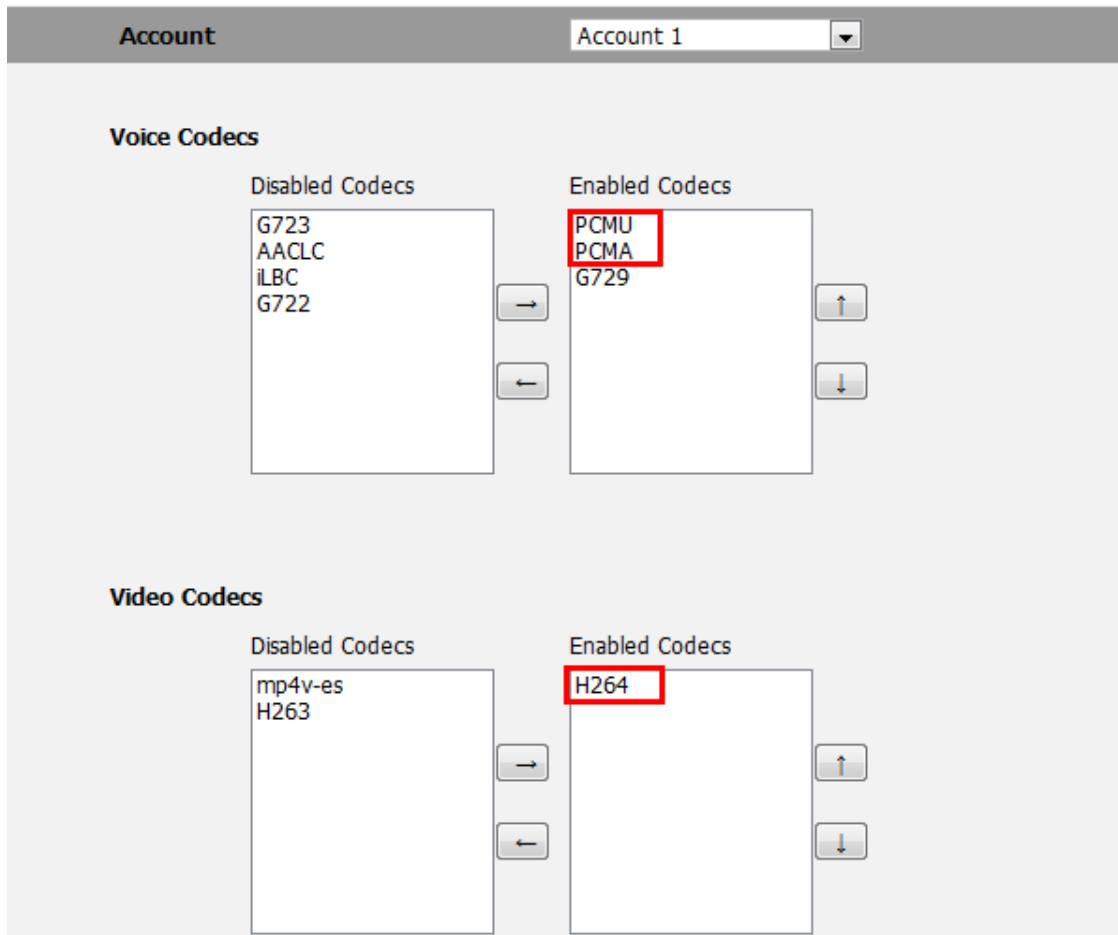 Account Account 1
Voice Codecs
Disabled Codecs Enabled Codecs
G723 PCMU
AACLC PCMA
iLBC G729
G722
→ ↑
← ↓
Video Codecs
Disabled Codecs Enabled Codecs
mp4v-es H264
H263
→ ↑
← ↓